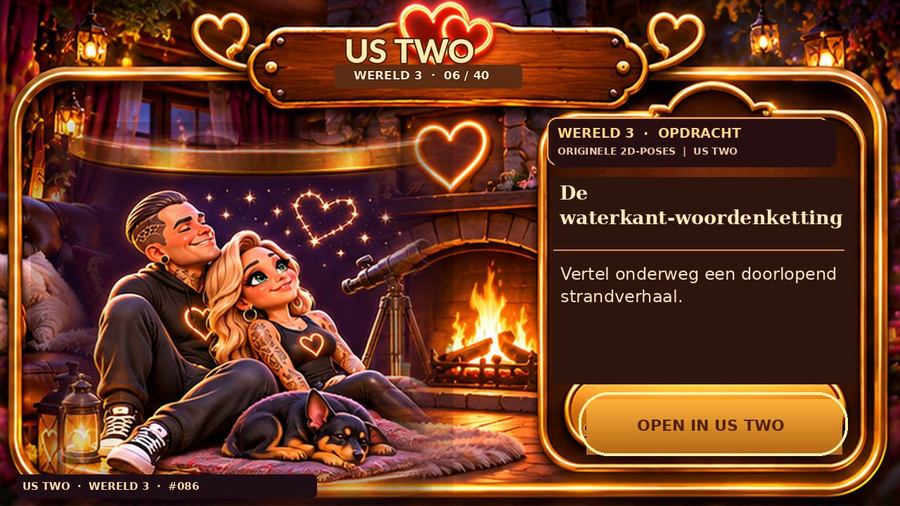 US TWO
WERELD 3 · 06 / 40
WERELD 3 · OPDRACHT
ORIGINELE 2D-POSES | US TWO
De
waterkant-woordenketting
Vertel onderweg een doorlopend
strandverhaal.
OPEN IN US TWO
US TWO · WERELD 3 · #086